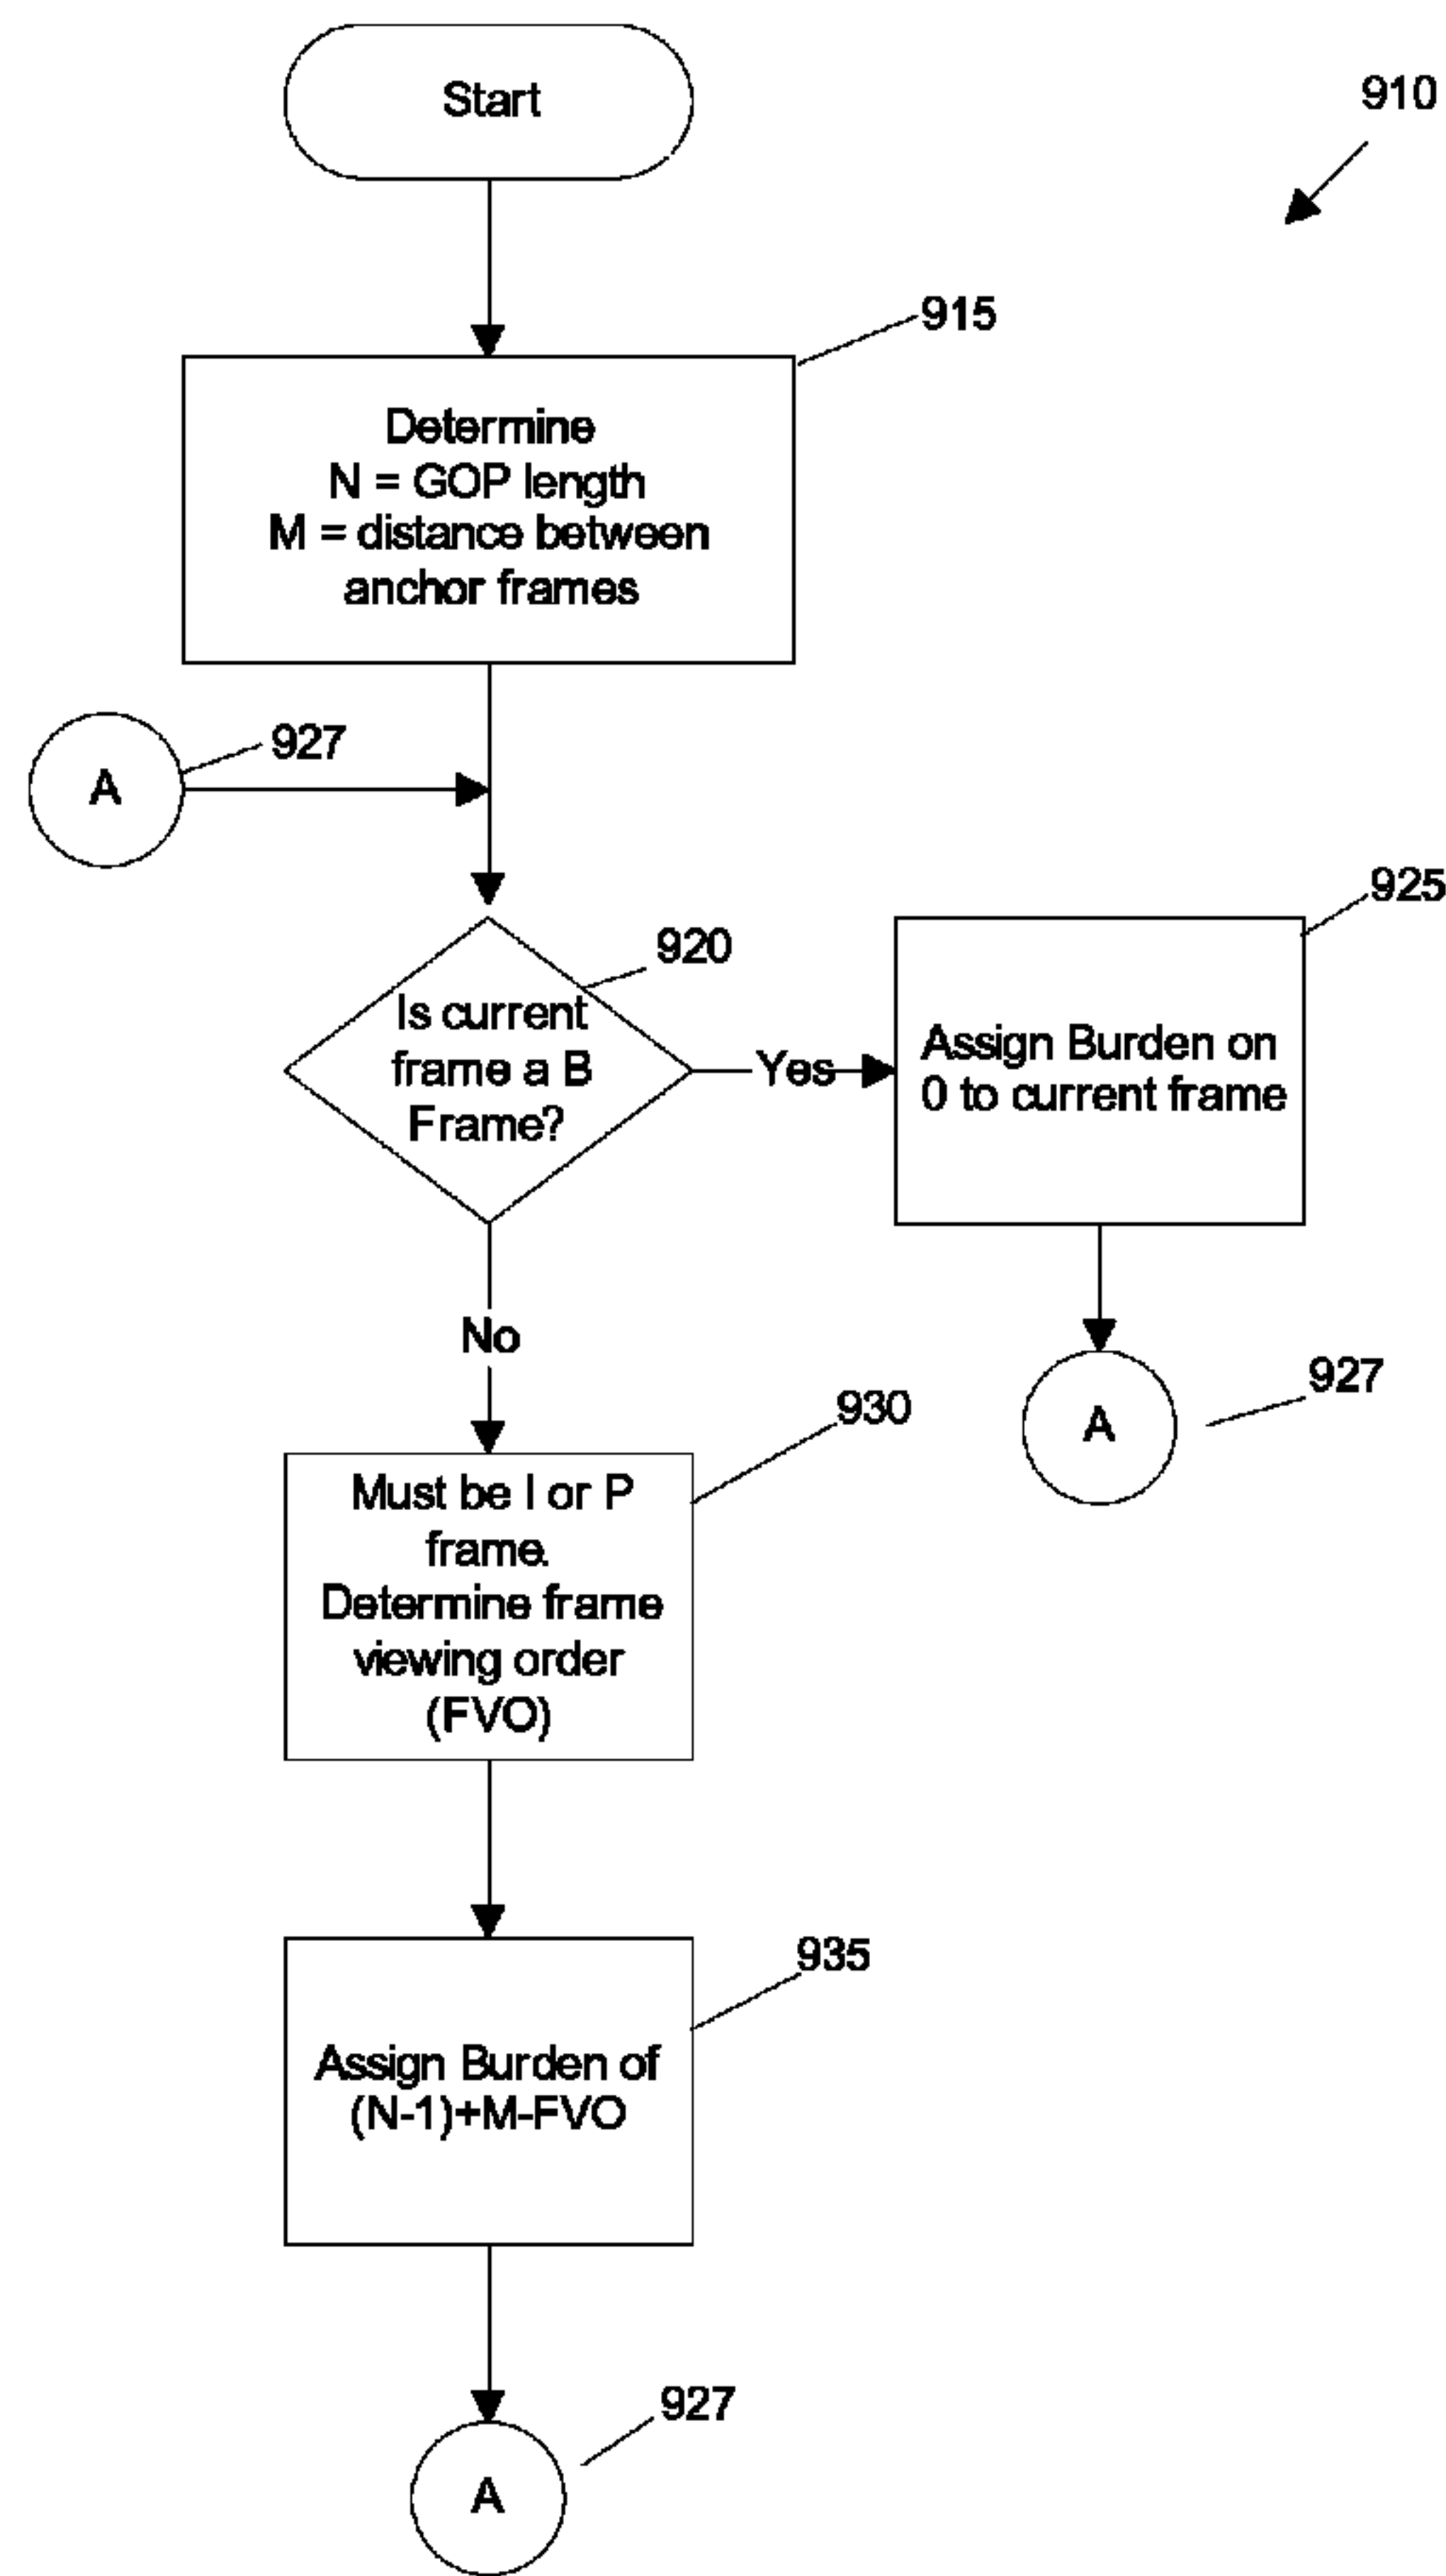 Start
910
915
Determine
N = GOP length
M = distance between
anchor frames
927
A
920
925
Is current
frame a B
Frame?
Yes
Assign Burden on
0 to current frame
No
927
A
930
Must be I or P
frame.
Determine frame
viewing order
(FVO)
935
Assign Burden of
(N-1)+M-FVO
927
A